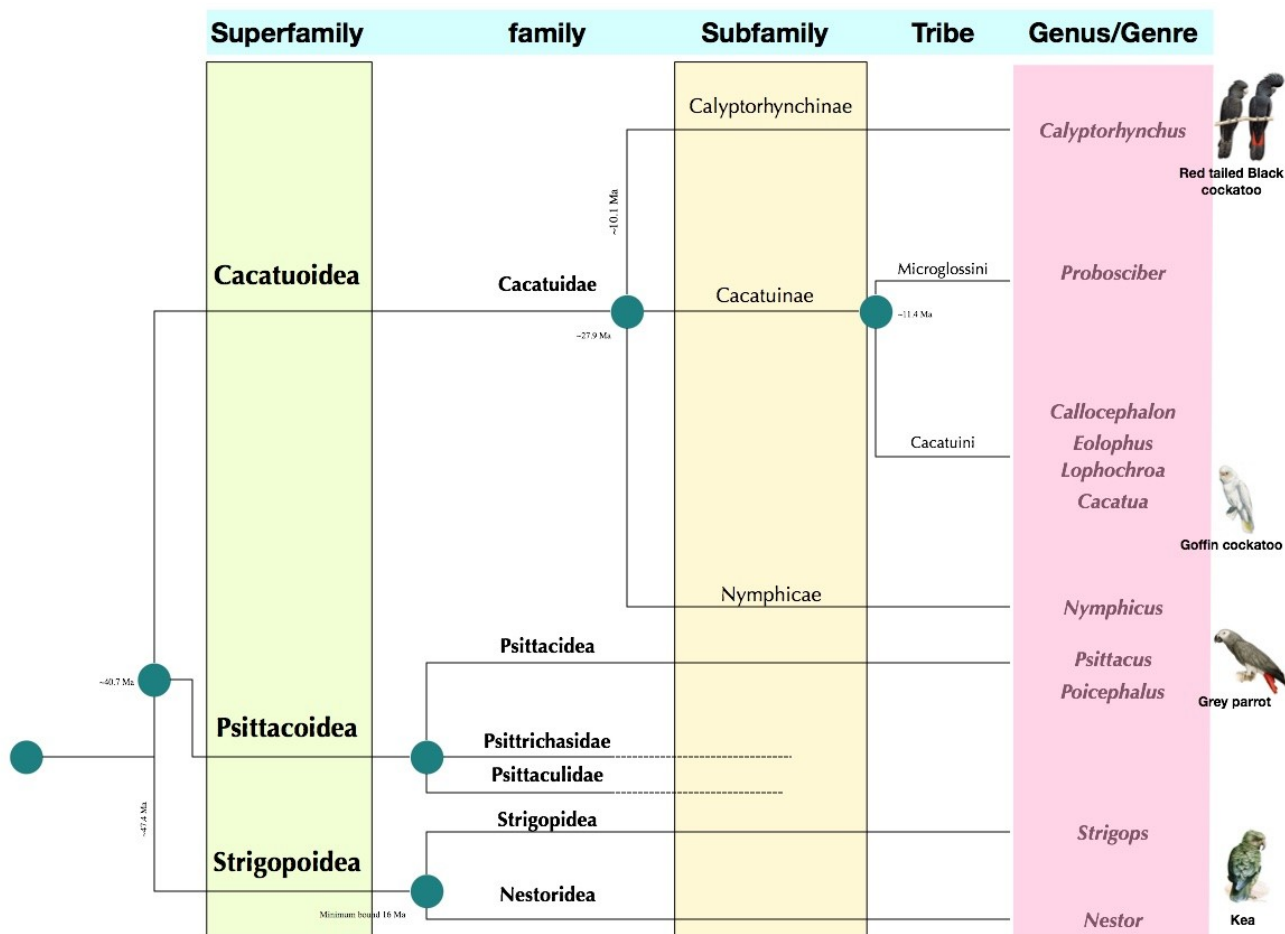 Superfamily family Subfamily Tribe Genus/Genre
Calyptorhynchinae
Calyptorhynchus
Red tailed Black
cockatoo
~10.1 Ma
Cacatuoidea
Cacatuidae
~27.9 Ma
Cacatuinae
Microglossini
Probosciber
~11.4 Ma
Callocephalon
Cacatuini
Eolophus
Lophochroa
Cacatua
Goffin cockatoo
Nymphicae
Nymphicus
Psittacidea
Psittacus
Poicephalus
Grey parrot
~40.7 Ma
Psittacoidea
Psittrichasidae
Psittaculidae
~47.4 Ma
Strigopoidea
Strigopidea
Strigops
Nestoridea
Minimum bound 16 Ma
Nestor
Kea